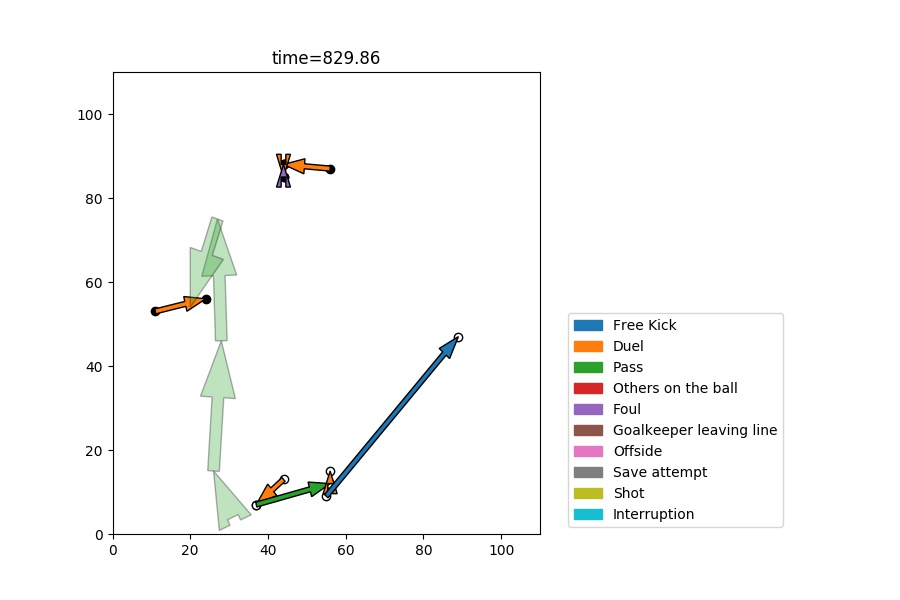 time=829.86
100
80
60
40
20
0
0 20 40 60 80 100
Free Kick
Duel
Pass
Others on the ball
Foul
Goalkeeper leaving line
Offside
Save attempt
Shot
Interruption